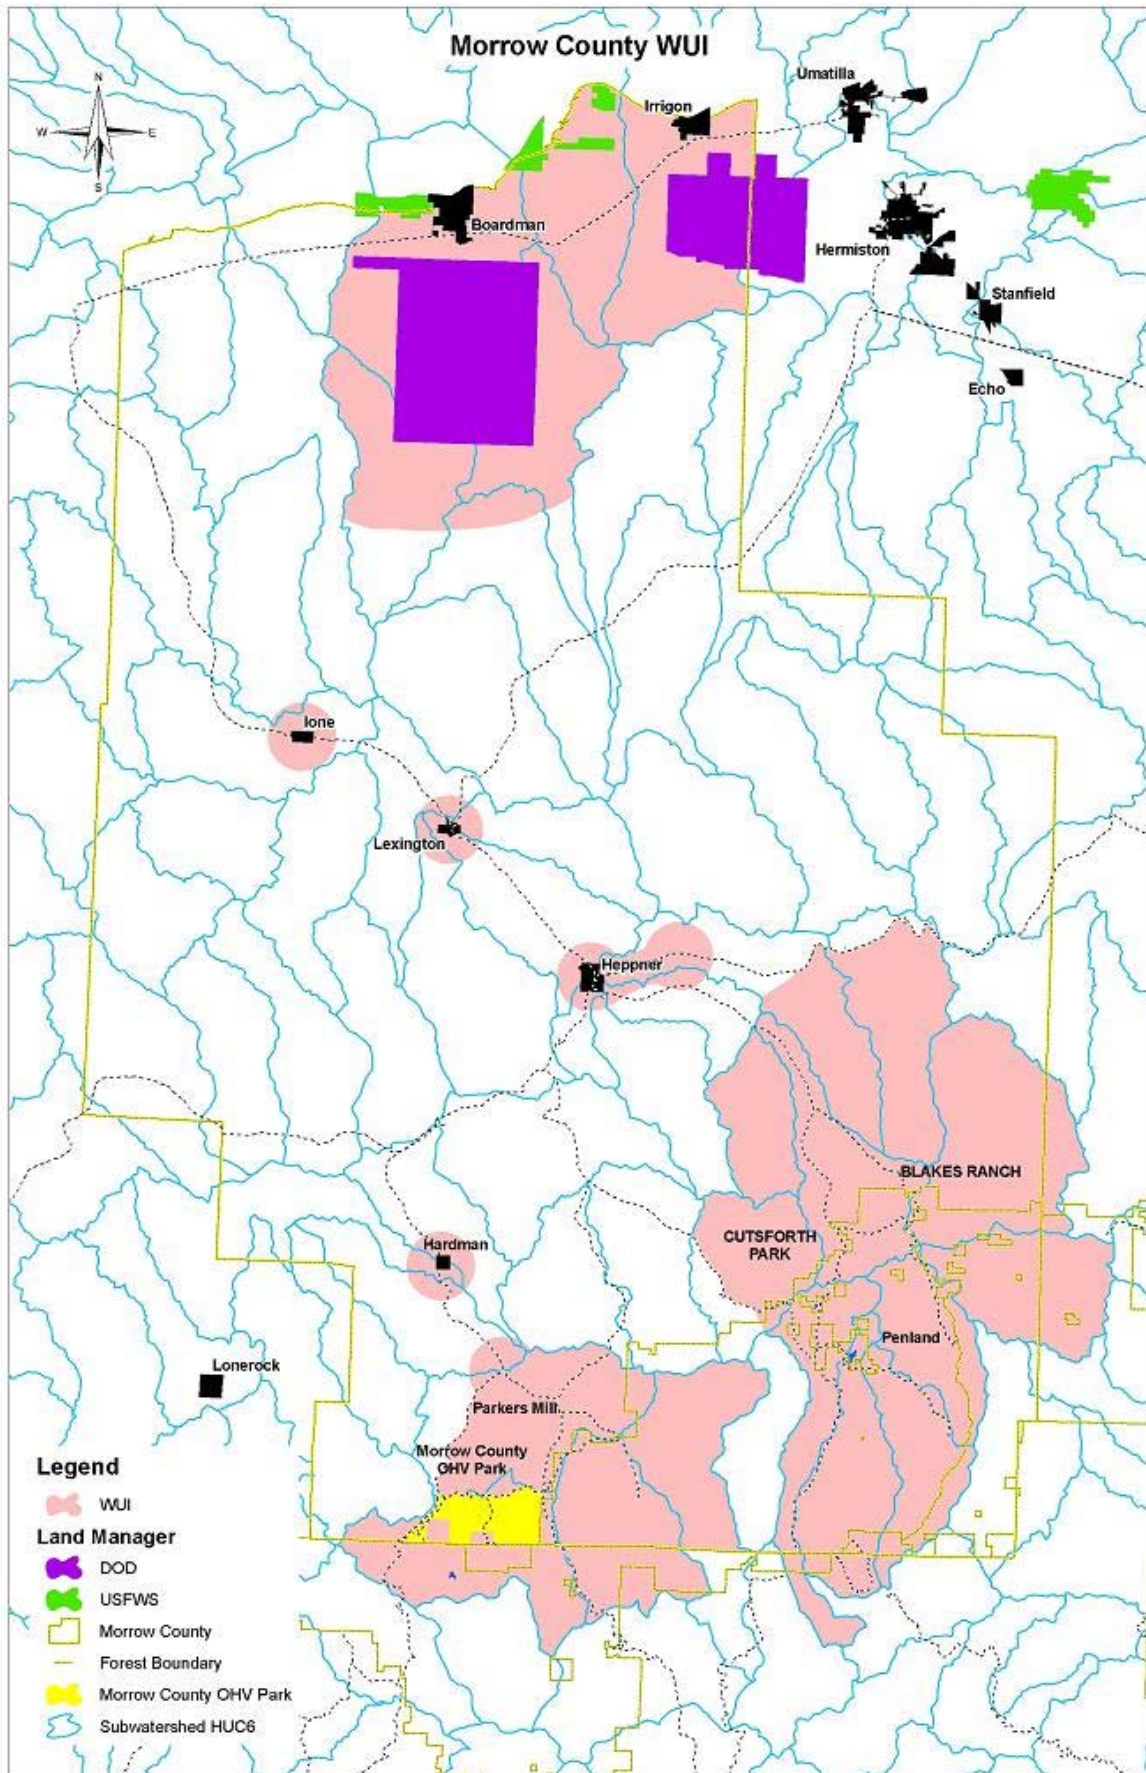 Morrow County WUI
N
W
E
S
Umatilla
Irrigon
Boardman
Hermiston
Stanfield
Echo
Ione
Lexington
Heppner
BLAKES RANCH
CUTSFORTH
PARK
Hardman
Penland
Lonerock
Parkers Mill
Morrow County
OHV Park
Legend
WUI
Land Manager
DOD
USFWS
Morrow County
Forest Boundary
Morrow County OHV Park
Subwatershed HUC6